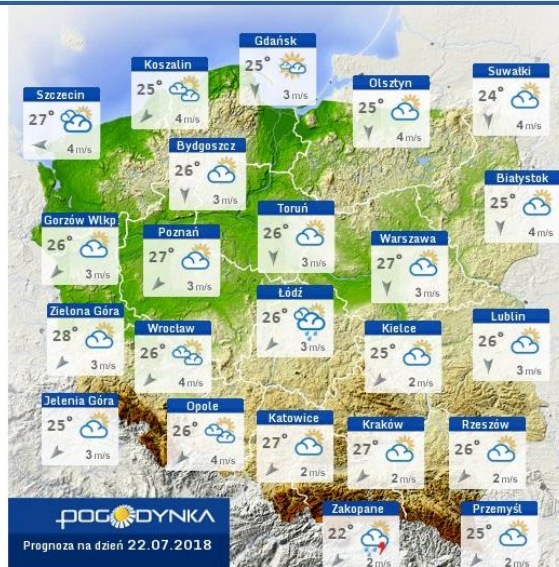 Gdańsk
25° 3 m/s
Koszalin
25° 4 m/s
Suwałki
24° 4 m/s
Olsztyn
25° 4 m/s
Szczecin
27° 4 m/s
Bydgoszcz
26° 3 m/s
Białystok
25° 4 m/s
Toruń
26° 3 m/s
Gorzów Wlkp
26° 3 m/s
Poznań
27° 3 m/s
Warszawa
27° 3 m/s
Łódź
26° 3 m/s
Zielona Góra
28° 3 m/s
Wrocław
26° 4 m/s
Kielce
25° 2 m/s
Lublin
26° 3 m/s
Jelenia Góra
25° 3 m/s
Opole
26° 4 m/s
Katowice
27° 2 m/s
Kraków
27° 2 m/s
Rzeszów
26° 2 m/s
Zakopane
22° 2 m/s
Przemyśl
25° 2 m/s
POGODYNKA
Prognoza na dzień 22.07.2018